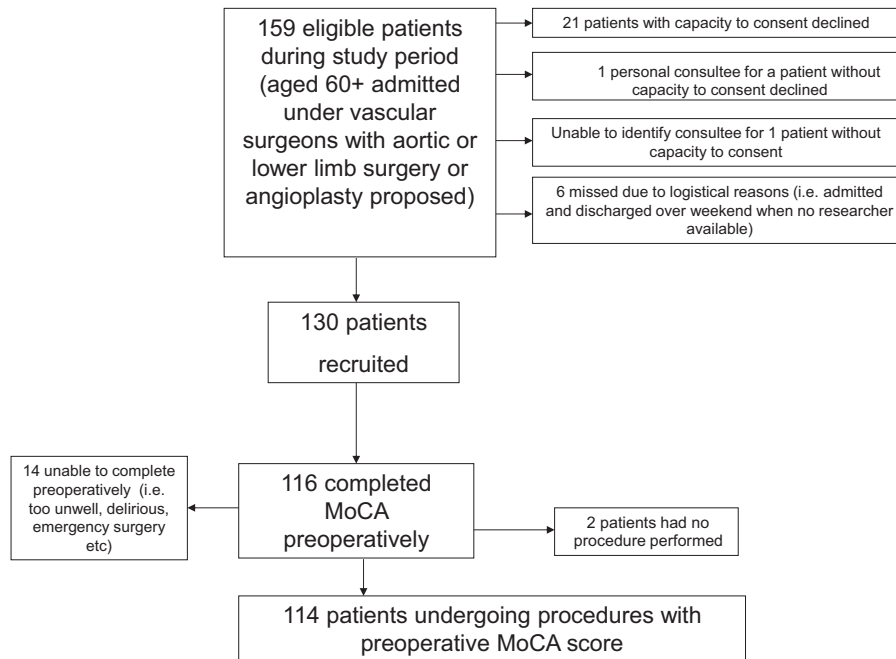 159 eligible patients
during study period
(aged 60+ admitted
under vascular
surgeons with aortic or
lower limb surgery or
angioplasty proposed)
21 patients with capacity to consent declined
1 personal consultee for a patient without
capacity to consent declined
Unable to identify consultee for 1 patient without
capacity to consent
6 missed due to logistical reasons (i.e. admitted
and discharged over weekend when no researcher
available)
130 patients
recruited
14 unable to complete
preoperatively (i.e.
too unwell, delirious,
emergency surgery
etc)
116 completed
MoCA
preoperatively
2 patients had no
procedure performed
114 patients undergoing procedures with
preoperative MoCA score